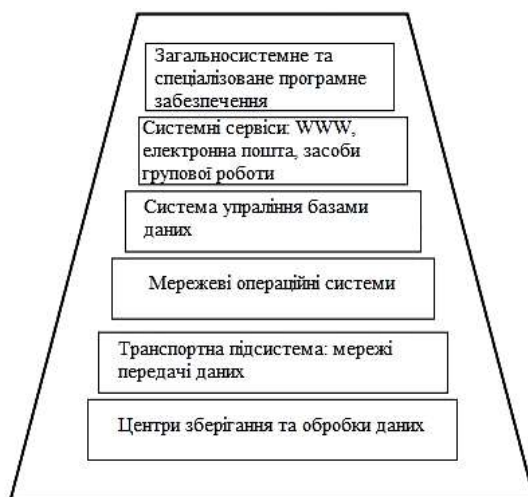 Загальносистемне та
спеціалізоване програмне
забезпечення
Системні сервіси: WWW,
електронна пошта, засоби
групової роботи
Система упраління базами
даних
Мережеві операційні системи
Транспортна підсистема: мережі
передачі даних
Центри зберігання та обробки даних